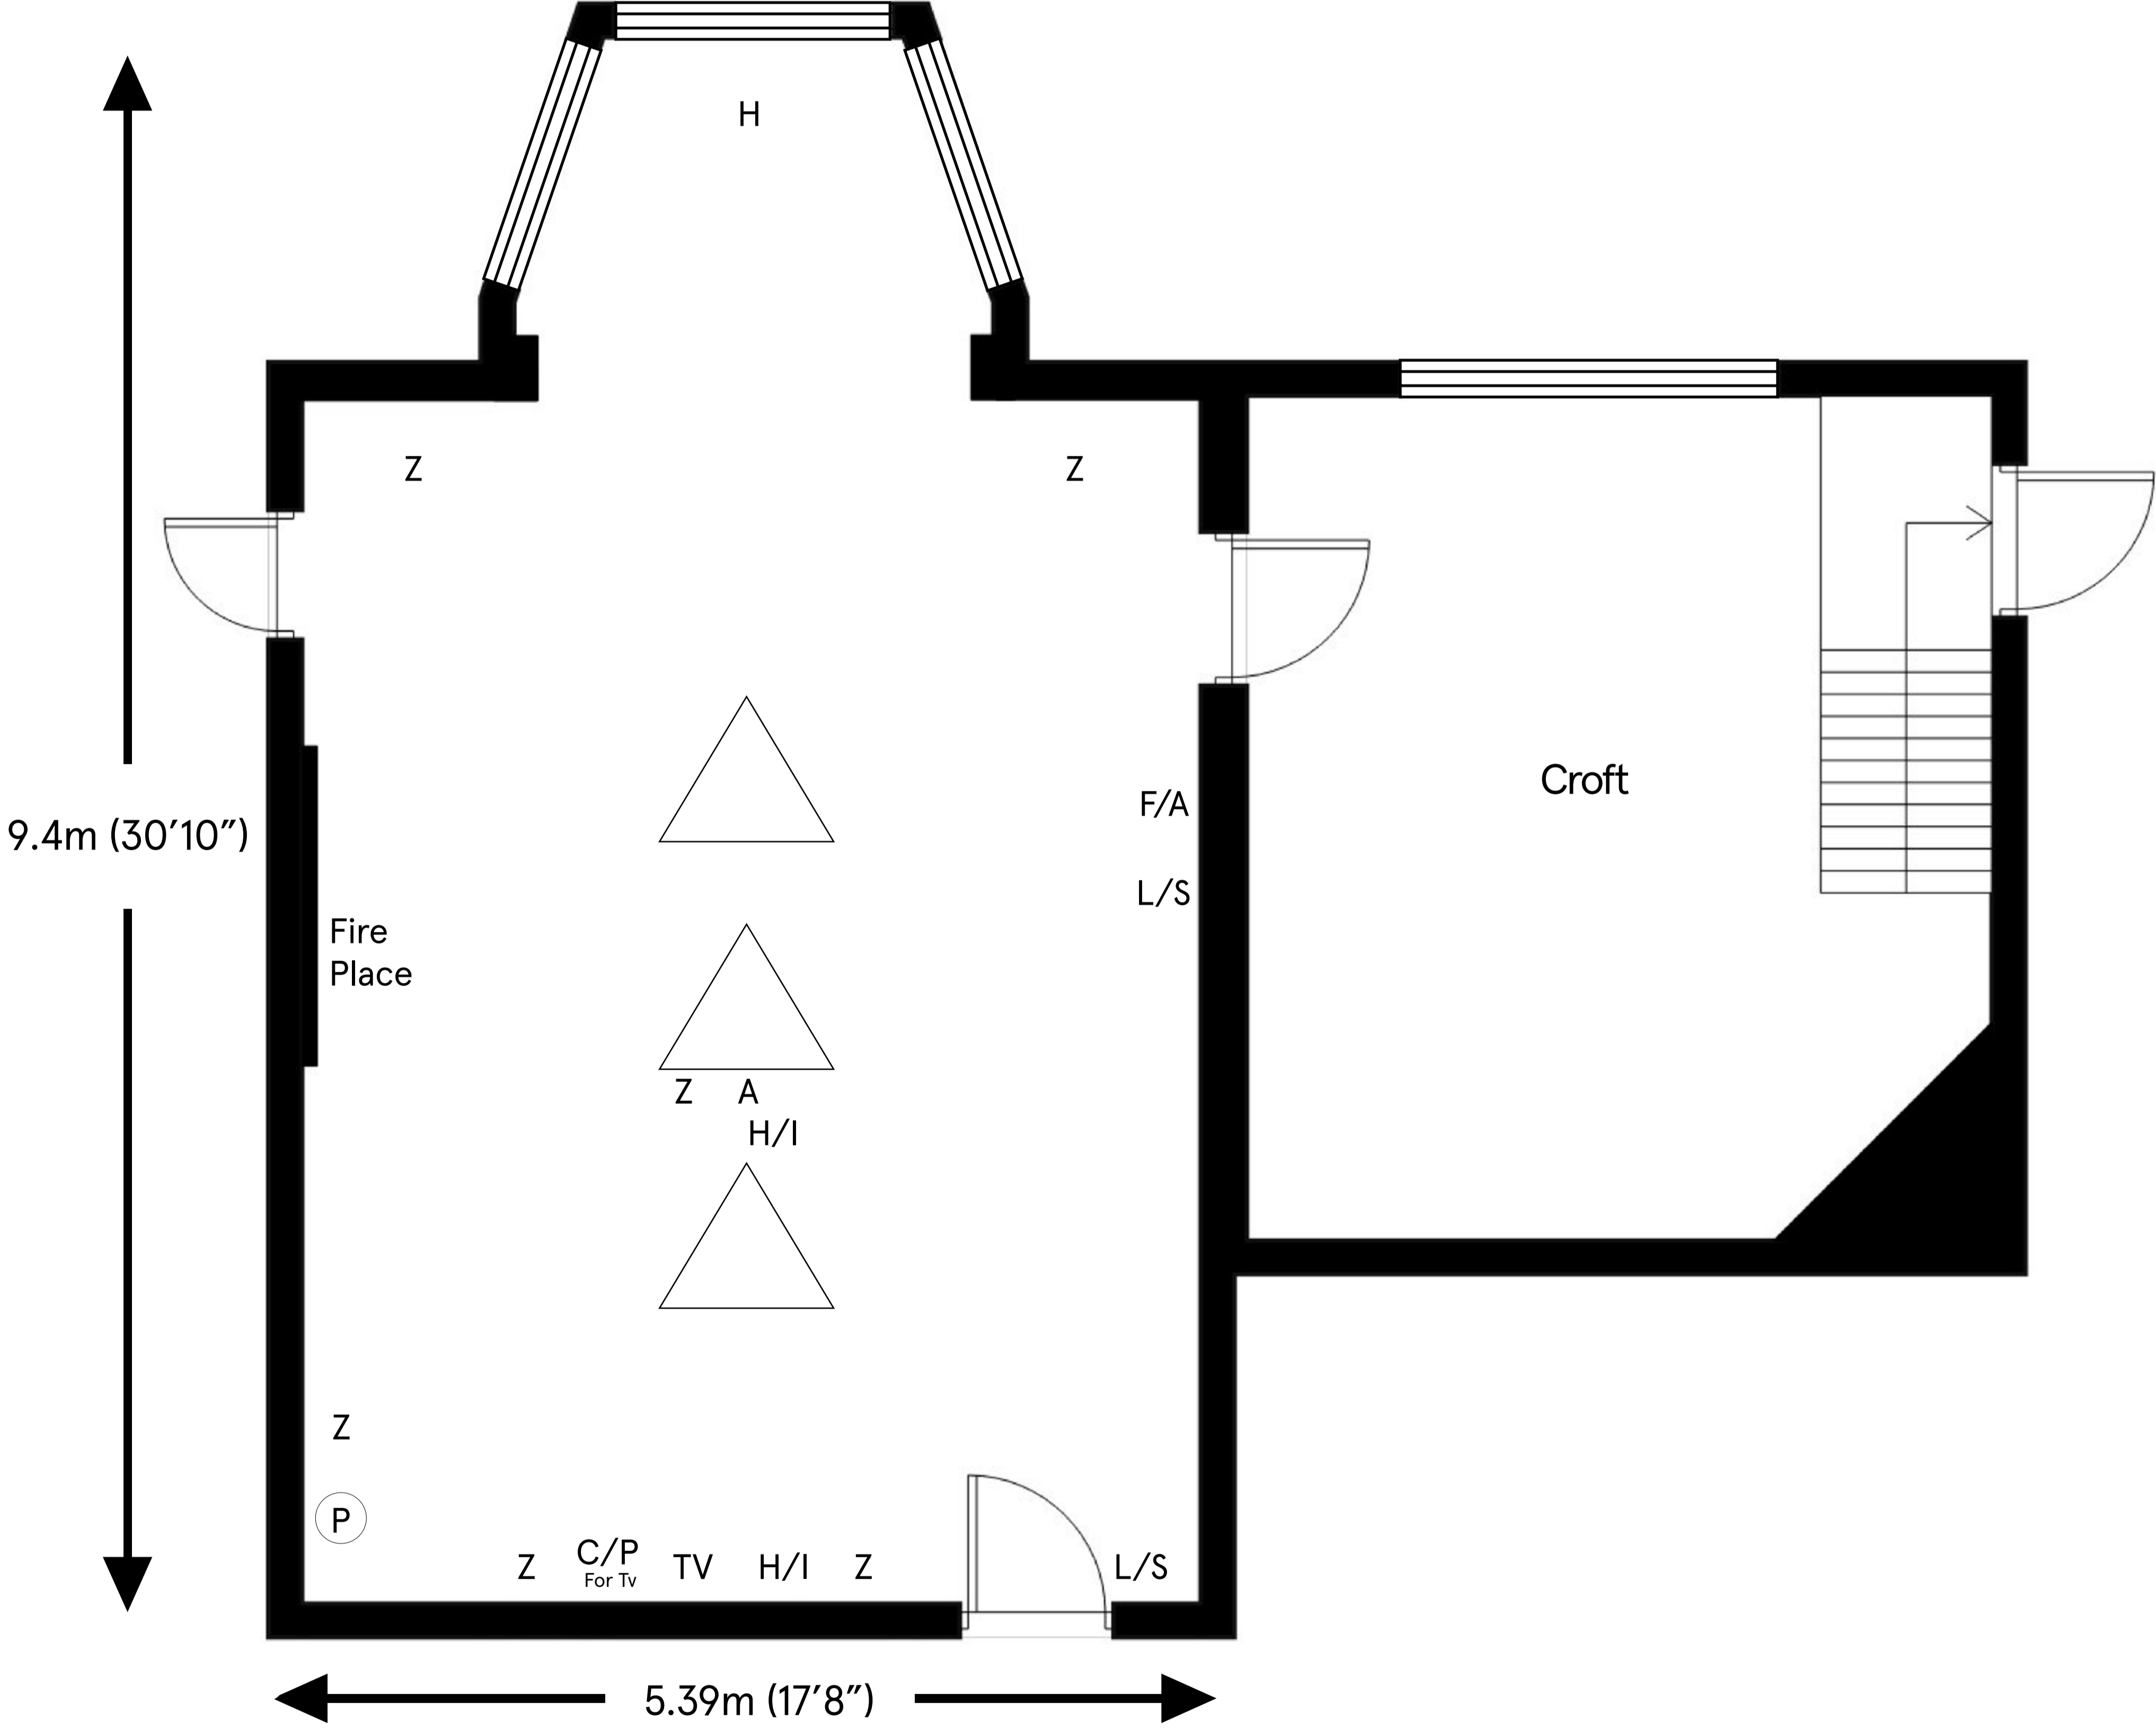 H
Z Z
F/A
Croft
9.4m (30′10″)
L/S
Fire
Place
Z A
H/I
Z
P
Z C/P TV H/I Z L/S
For Tv
5.39m (17′8″)